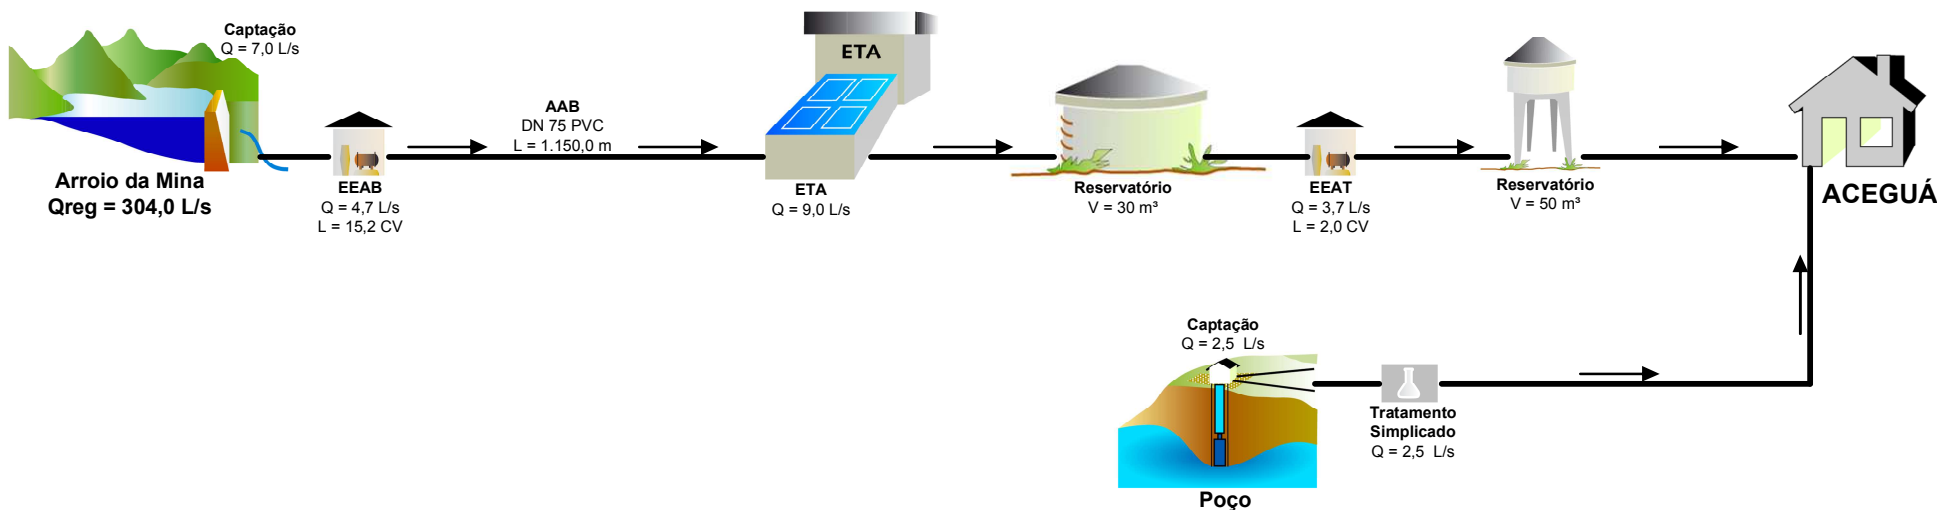 Captação
Q = 7,0 L/s
Arroio da Mina
Qreg = 304,0 L/s
EEAB
Q = 4,7 L/s
L = 15,2 CV
AAB
DN 75 PVC
L = 1.150,0 m
ETA
ETA
Q = 9,0 L/s
Reservatório
V = 30 m³
EEAT
Q = 3,7 L/s
L = 2,0 CV
Reservatório
V = 50 m³
ACEGUÁ
Captação
Q = 2,5 L/s
Poço
Tratamento
Simplicado
Q = 2,5 L/s